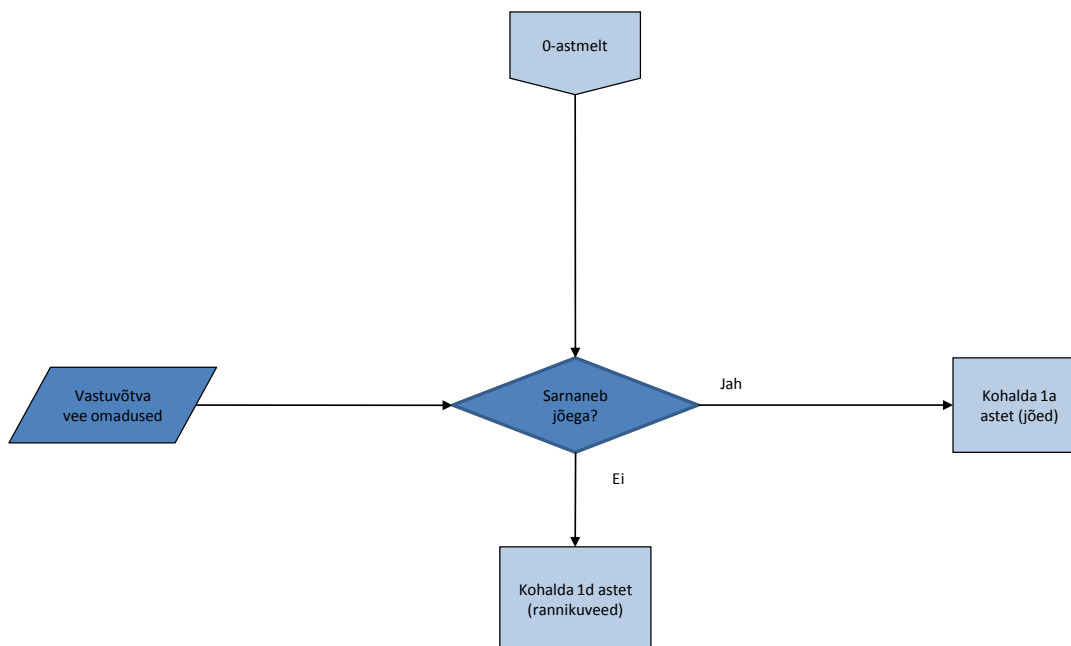 0-astmelt
Vastuvõtva
vee omadused
Sarnaneb
jõega?
Jah
Kohalda 1a
astet (jõed)
Ei
Kohalda 1d astet
(rannikuveed)